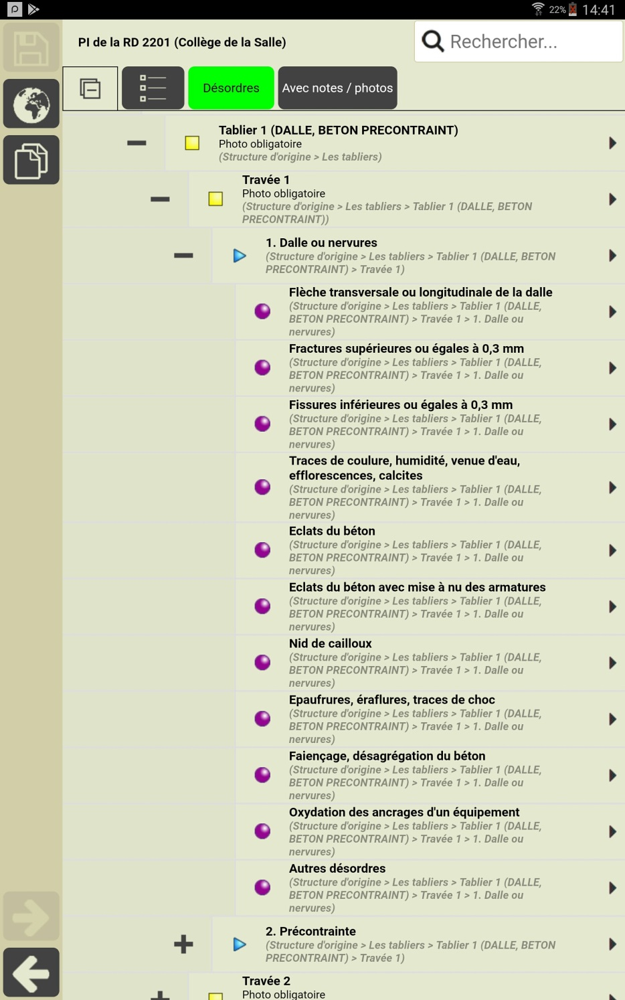 22% 14:41
PI de la RD 2201 (Collège de la Salle)
Rechercher...
Désordres
Avec notes / photos
Tablier 1 (DALLE, BETON PRECONTRAINT)
Photo obligatoire
(Structure d'origine > Les tabliers)
Travée 1
Photo obligatoire
(Structure d'origine > Les tabliers > Tablier 1 (DALLE, BETON
PRECONTRAINT))
1. Dalle ou nervures
(Structure d'origine > Les tabliers > Tablier 1 (DALLE, BETON
PRECONTRAINT) > Travée 1)
Flèche transversale ou longitudinale de la dalle
(Structure d'origine > Les tabliers > Tablier 1 (DALLE,
BETON PRECONTRAINT) > Travée 1 > 1. Dalle ou
nervures)
Fractures supérieures ou égales à 0,3 mm
(Structure d'origine > Les tabliers > Tablier 1 (DALLE,
BETON PRECONTRAINT) > Travée 1 > 1. Dalle ou
nervures)
Fissures inférieures ou égales à 0,3 mm
(Structure d'origine > Les tabliers > Tablier 1 (DALLE,
BETON PRECONTRAINT) > Travée 1 > 1. Dalle ou
nervures)
Traces de coulure, humidité, venue d'eau,
efflorescences, calcites
(Structure d'origine > Les tabliers > Tablier 1 (DALLE,
BETON PRECONTRAINT) > Travée 1 > 1. Dalle ou
nervures)
Eclats du béton
(Structure d'origine > Les tabliers > Tablier 1 (DALLE,
BETON PRECONTRAINT) > Travée 1 > 1. Dalle ou
nervures)
Eclats du béton avec mise à nu des armatures
(Structure d'origine > Les tabliers > Tablier 1 (DALLE,
BETON PRECONTRAINT) > Travée 1 > 1. Dalle ou
nervures)
Nid de cailloux
(Structure d'origine > Les tabliers > Tablier 1 (DALLE,
BETON PRECONTRAINT) > Travée 1 > 1. Dalle ou
nervures)
Epaufrures, éraflures, traces de choc
(Structure d'origine > Les tabliers > Tablier 1 (DALLE,
BETON PRECONTRAINT) > Travée 1 > 1. Dalle ou
nervures)
Faiençage, désagrégation du béton
(Structure d'origine > Les tabliers > Tablier 1 (DALLE,
BETON PRECONTRAINT) > Travée 1 > 1. Dalle ou
nervures)
Oxydation des ancrages d'un équipement
(Structure d'origine > Les tabliers > Tablier 1 (DALLE,
BETON PRECONTRAINT) > Travée 1 > 1. Dalle ou
nervures)
Autres désordres
(Structure d'origine > Les tabliers > Tablier 1 (DALLE,
BETON PRECONTRAINT) > Travée 1 > 1. Dalle ou
nervures)
2. Précontrainte
(Structure d'origine > Les tabliers > Tablier 1 (DALLE, BETON
PRECONTRAINT) > Travée 1)
Travée 2
Photo obligatoire